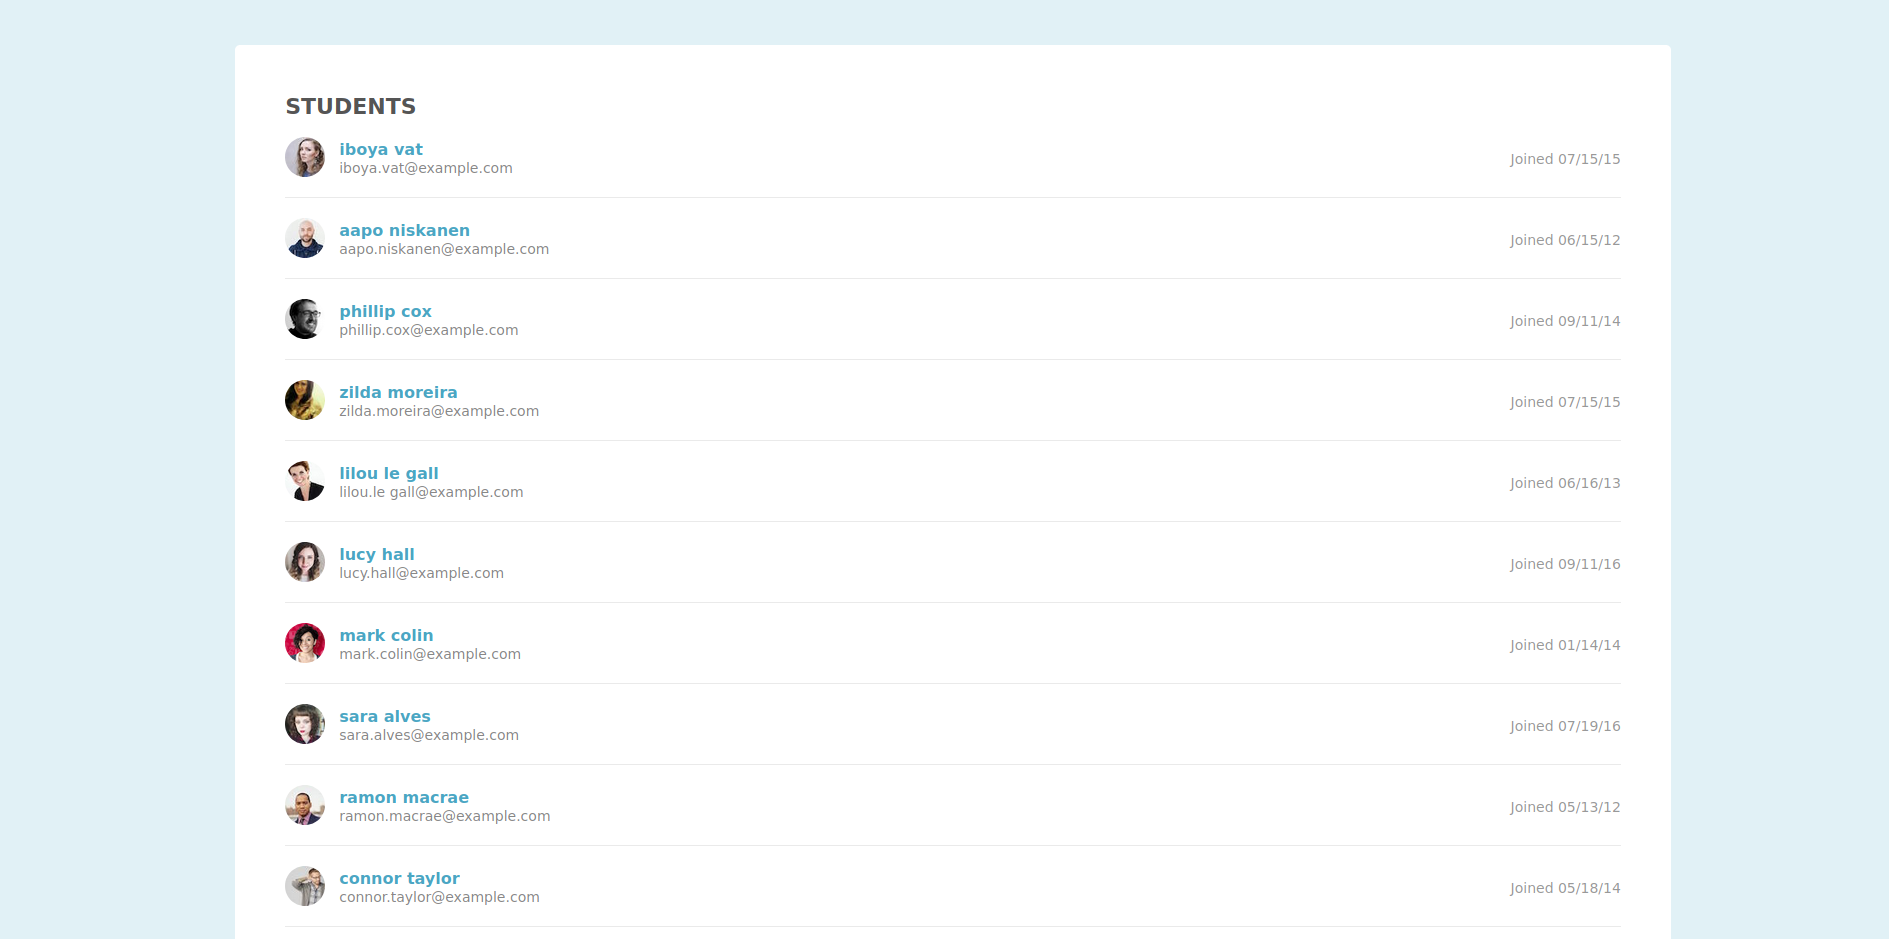 STUDENTS
iboya vat
iboya.vat@example.com
Joined 07/15/15
aapo niskanen
aapo.niskanen@example.com
Joined 06/15/12
phillip cox
phillip.cox@example.com
Joined 09/11/14
zilda moreira
zilda.moreira@example.com
Joined 07/15/15
lilou le gall
lilou.le gall@example.com
Joined 06/16/13
lucy hall
lucy.hall@example.com
Joined 09/11/16
mark colin
mark.colin@example.com
Joined 01/14/14
sara alves
sara.alves@example.com
Joined 07/19/16
ramon macrae
ramon.macrae@example.com
Joined 05/13/12
connor taylor
connor.taylor@example.com
Joined 05/18/14